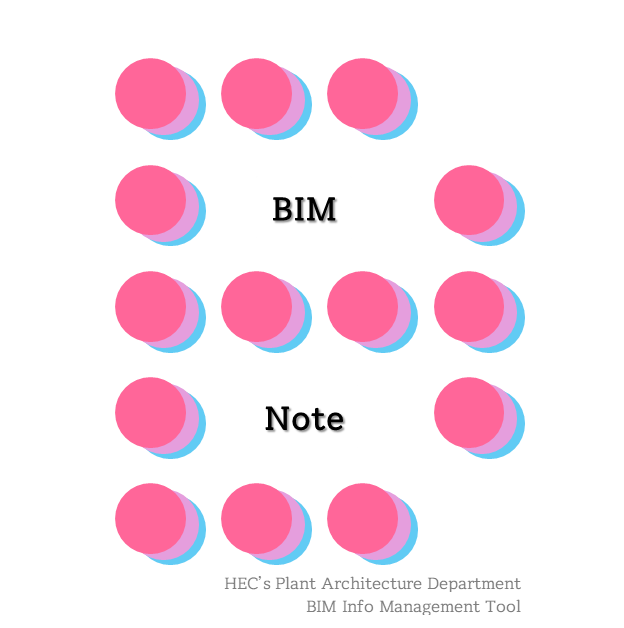 BIM
Note
HEC's Plant Architecture Department
BIM Info Management Tool